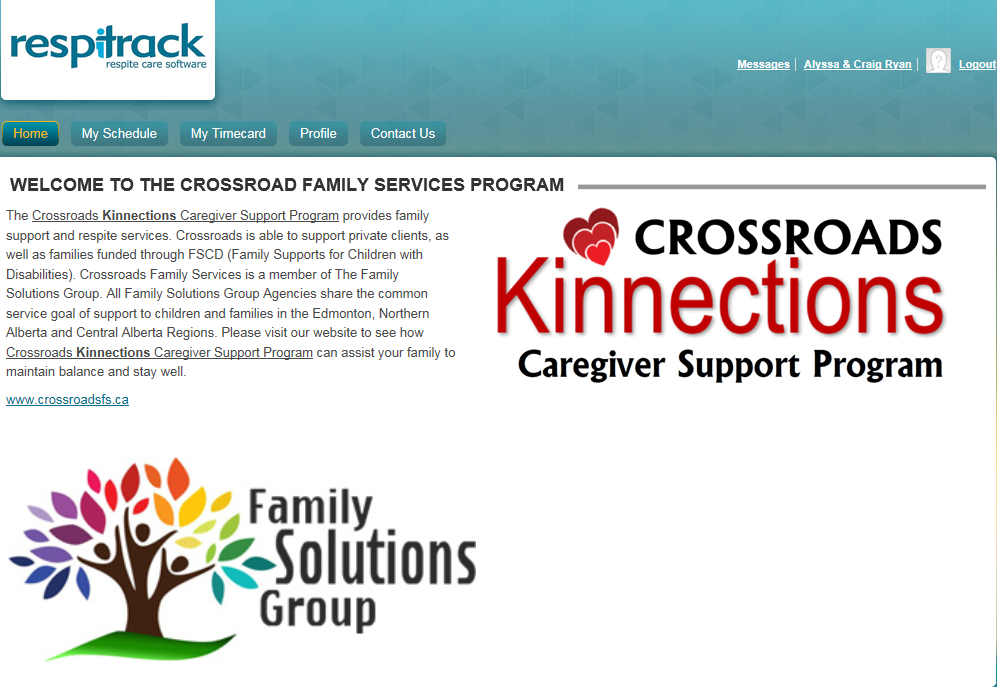 respitrack
respite care software
Messages | Alyssa & Craig Ryan | Logout
Home My Schedule My Timecard Profile Contact Us
WELCOME TO THE CROSSROAD FAMILY SERVICES PROGRAM
The Crossroads Kinnections Caregiver Support Program provides family
support and respite services. Crossroads is able to support private clients, as
well as families funded through FSCD (Family Supports for Children with
Disabilities). Crossroads Family Services is a member of The Family
Solutions Group. All Family Solutions Group Agencies share the common
service goal of support to children and families in the Edmonton, Northern
Alberta and Central Alberta Regions. Please visit our website to see how
Crossroads Kinnections Caregiver Support Program can assist your family to
maintain balance and stay well.
www.crossroadsfs.ca
CROSSROADS
Kinnections
Caregiver Support Program
Family
Solutions
Group